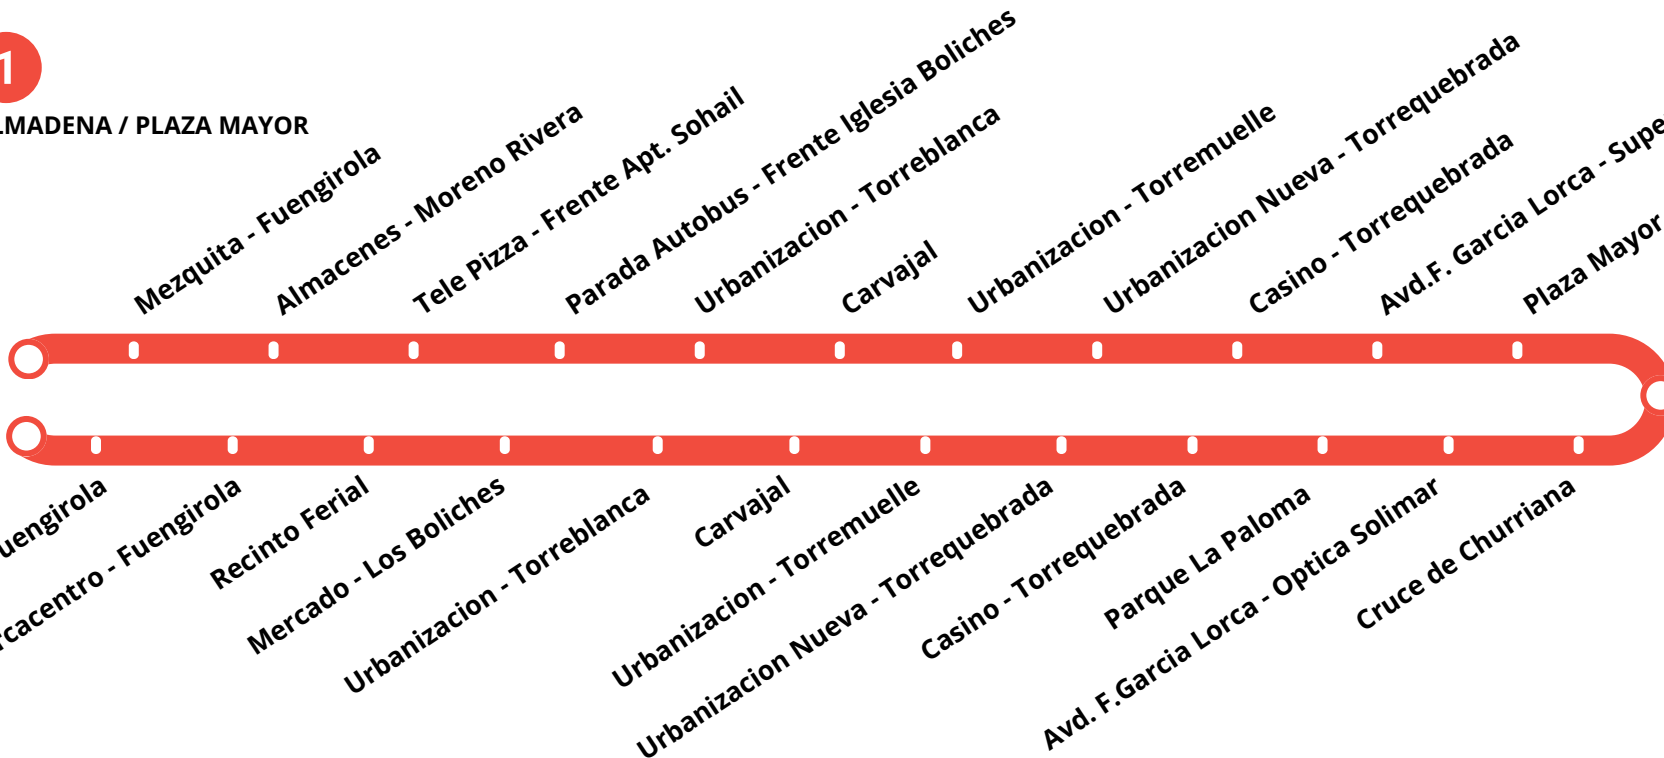 1
LMADENA / PLAZA MAYOR
Mezquita - Fuengirola
Almacenes - Moreno Rivera
Tele Pizza - Frente Apt. Sohail
Parada Autobus - Frente Iglesia Boliches
Urbanizacion - Torreblanca
Carvajal
Urbanizacion - Torremuelle
Urbanizacion Nueva - Torrequebrada
Casino - Torrequebrada
Avd.F. Garcia Lorca - Supe
Plaza Mayor
uengirola
rcacentro - Fuengirola
Recinto Ferial
Mercado - Los Boliches
Urbanizacion - Torreblanca
Carvajal
Urbanizacion - Torremuelle
Urbanizacion Nueva - Torrequebrada
Casino - Torrequebrada
Parque La Paloma
Avd. F.Garcia Lorca - Optica Solimar
Cruce de Churriana